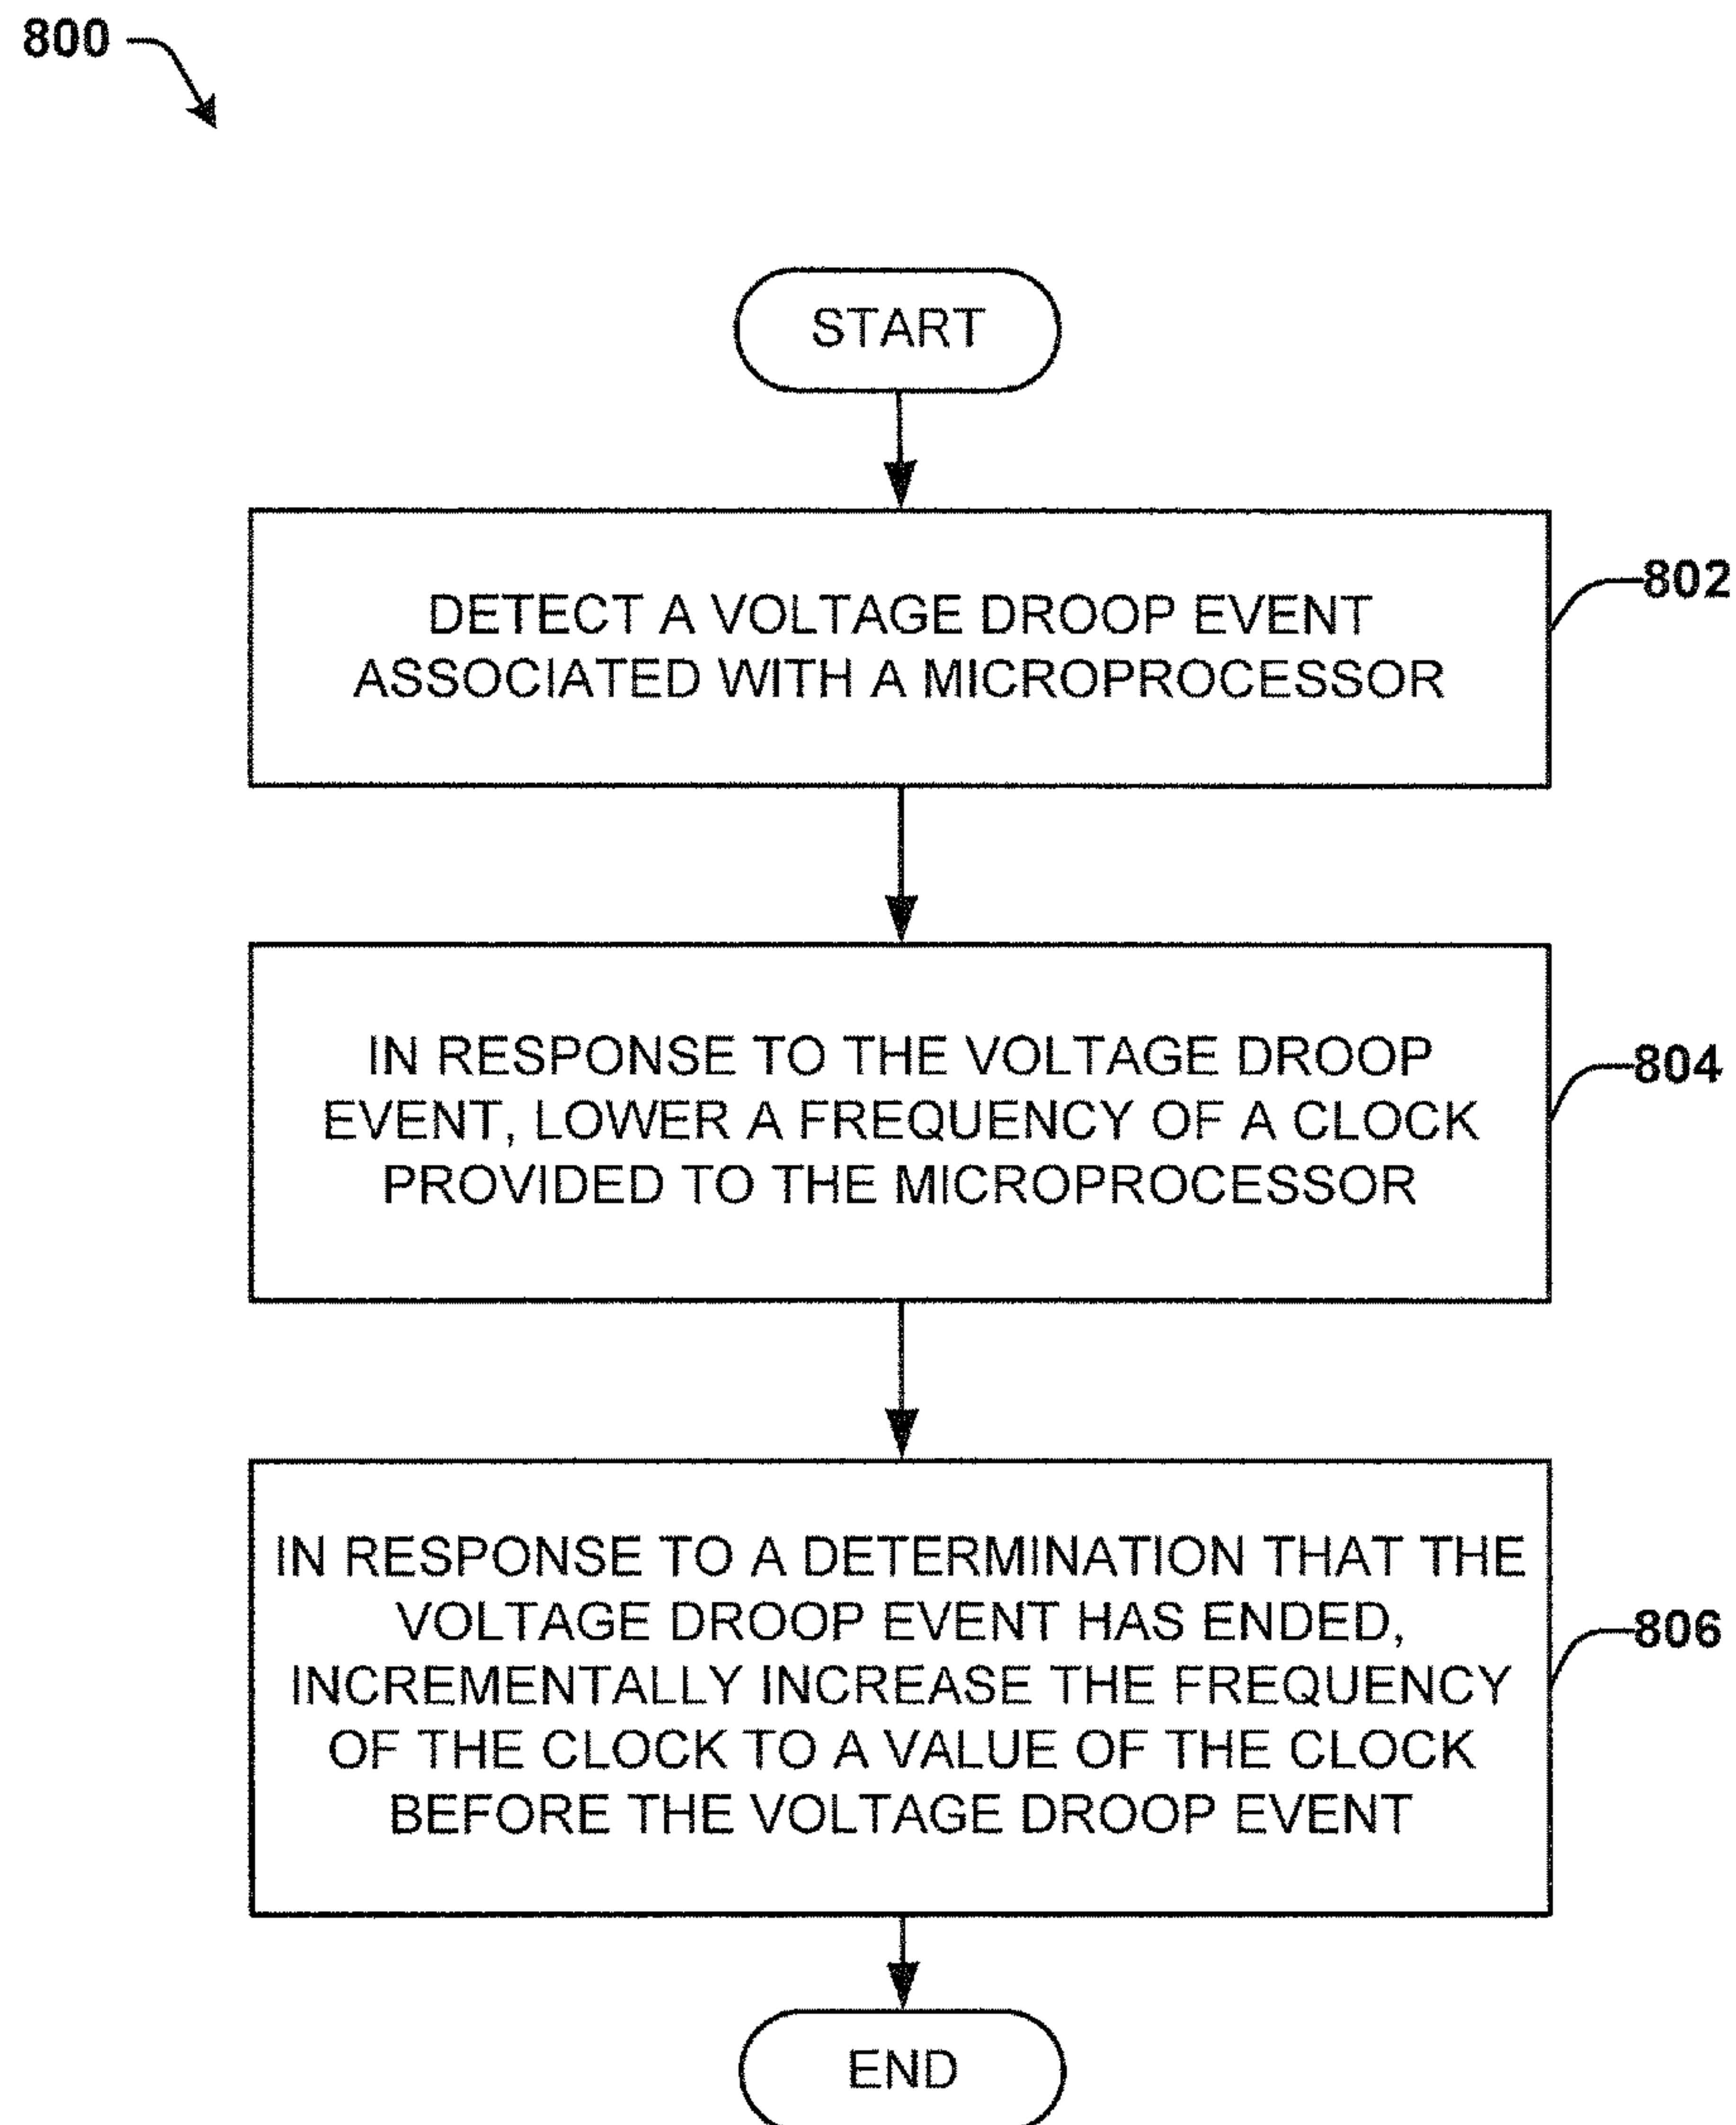 800
START
DETECT A VOLTAGE DROOP EVENT
ASSOCIATED WITH A MICROPROCESSOR
802
IN RESPONSE TO THE VOLTAGE DROOP
EVENT, LOWER A FREQUENCY OF A CLOCK
PROVIDED TO THE MICROPROCESSOR
804
IN RESPONSE TO A DETERMINATION THAT THE
VOLTAGE DROOP EVENT HAS ENDED,
INCREMENTALLY INCREASE THE FREQUENCY
OF THE CLOCK TO A VALUE OF THE CLOCK
BEFORE THE VOLTAGE DROOP EVENT
806
END